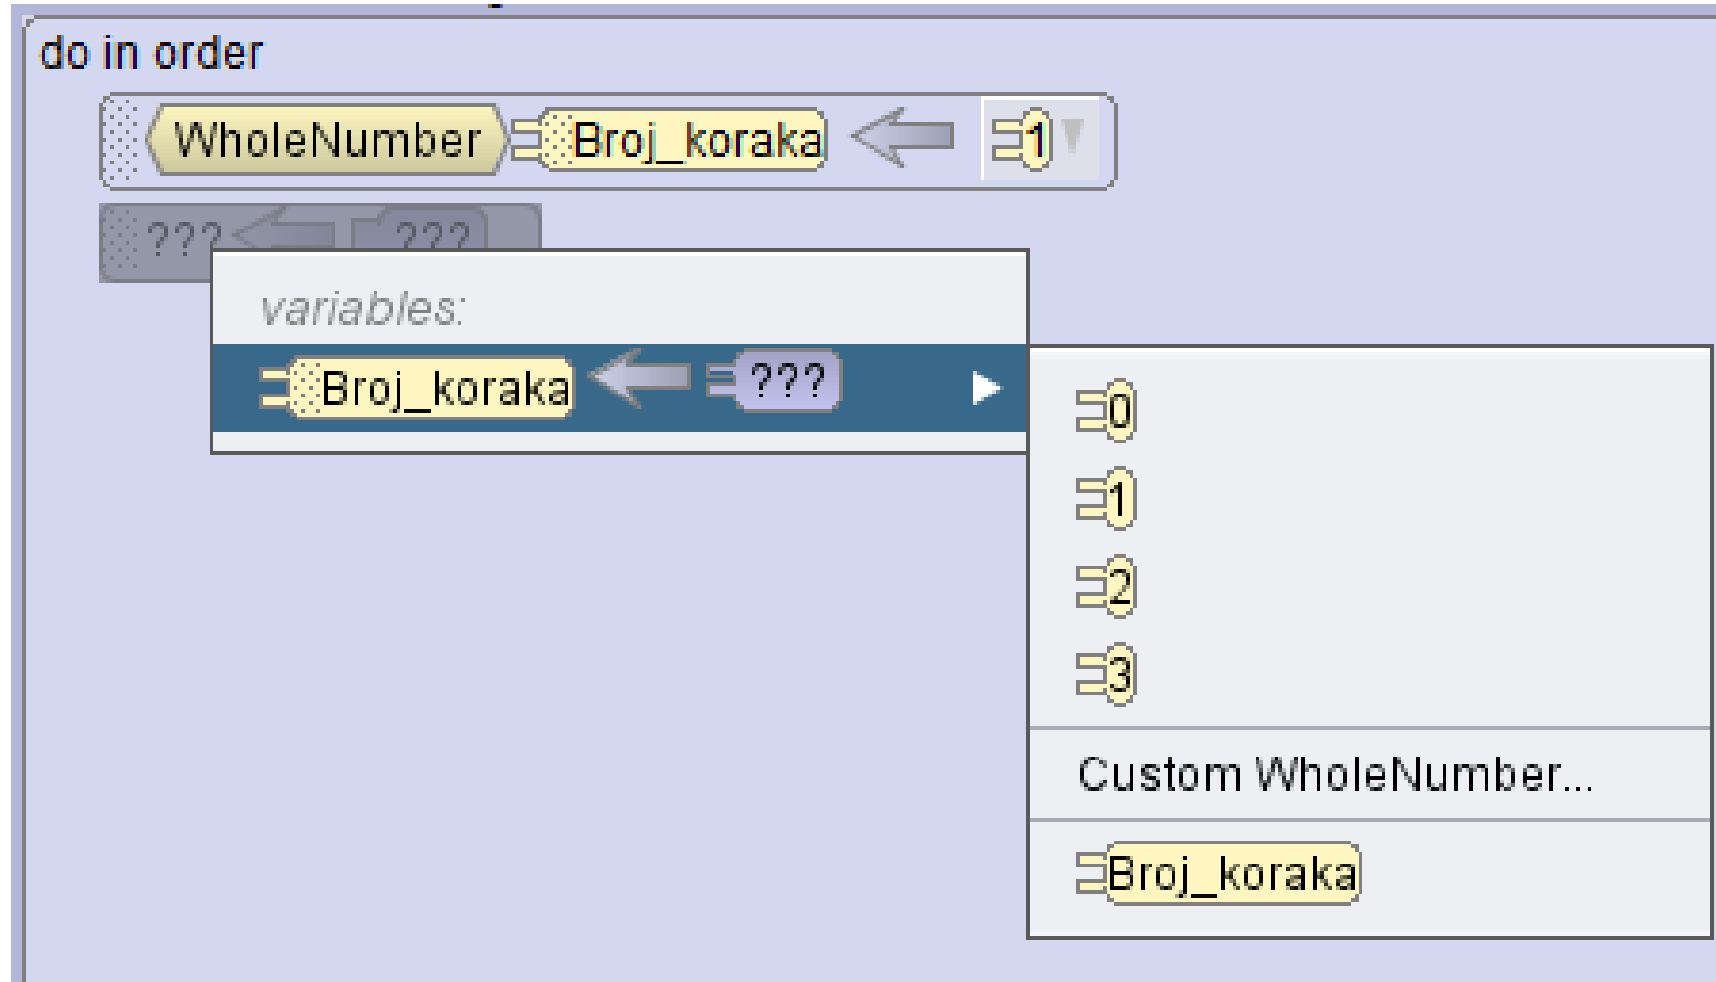 do in order
WholeNumber Broj_koraka 1
??? ???
variables:
Broj_koraka ???
0
1
2
3
Custom WholeNumber...
Broj_koraka